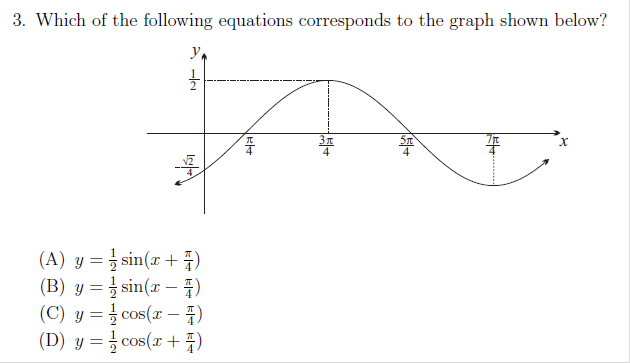 3. Which of the following equations corresponds to the graph shown below?
y
1/2
π/4 3π/4 5π/4 7π/4 x
-√2/4
(A) y = 1/2 sin(x + π/4)
(B) y = 1/2 sin(x − π/4)
(C) y = 1/2 cos(x − π/4)
(D) y = 1/2 cos(x + π/4)